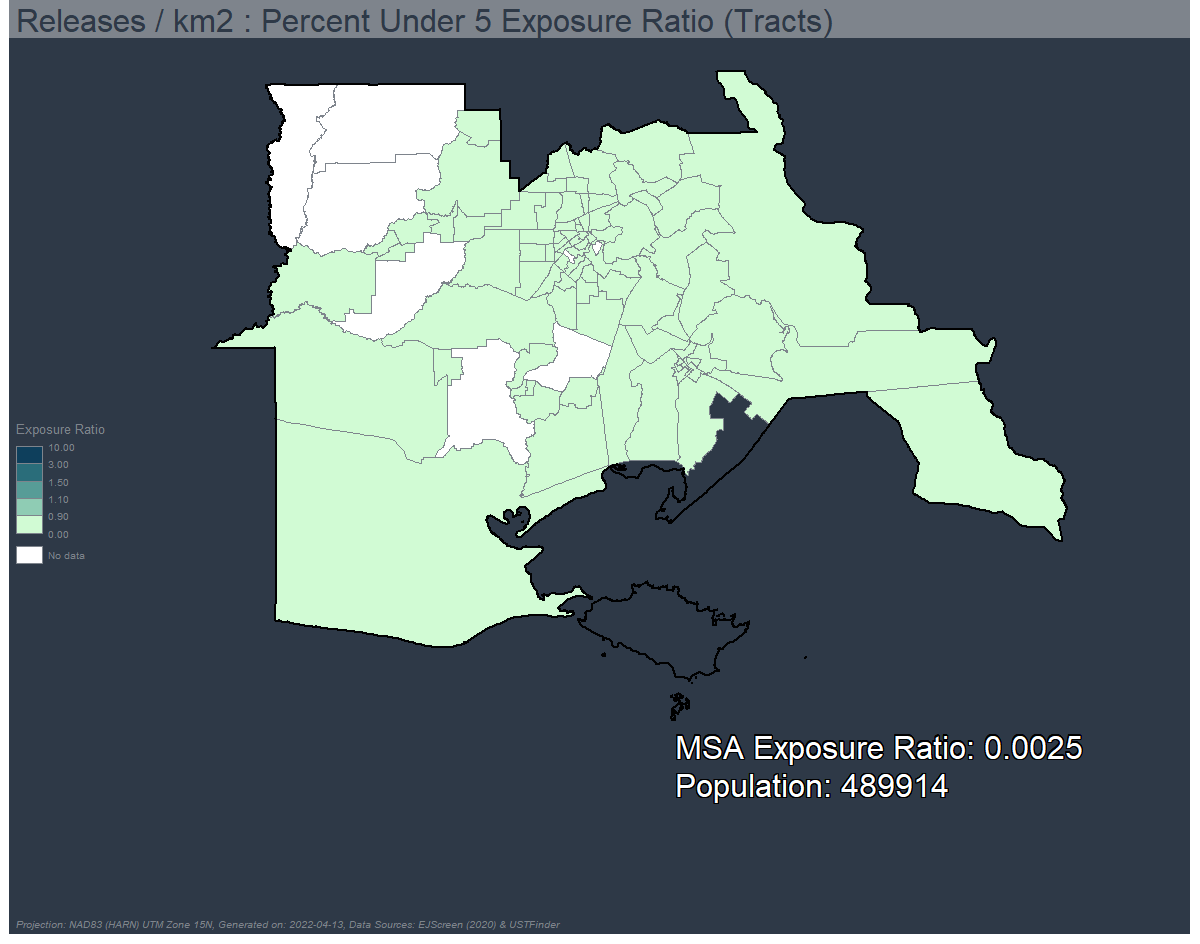 Releases / km2 : Percent Under 5 Exposure Ratio (Tracts)
Exposure Ratio
10.00
3.00
1.50
1.10
0.90
0.00
No data
MSA Exposure Ratio: 0.0025
Population: 489914
Projection: NAD83 (HARN) UTM Zone 15N, Generated on: 2022-04-13, Data Sources: EJScreen (2020) & USTFinder